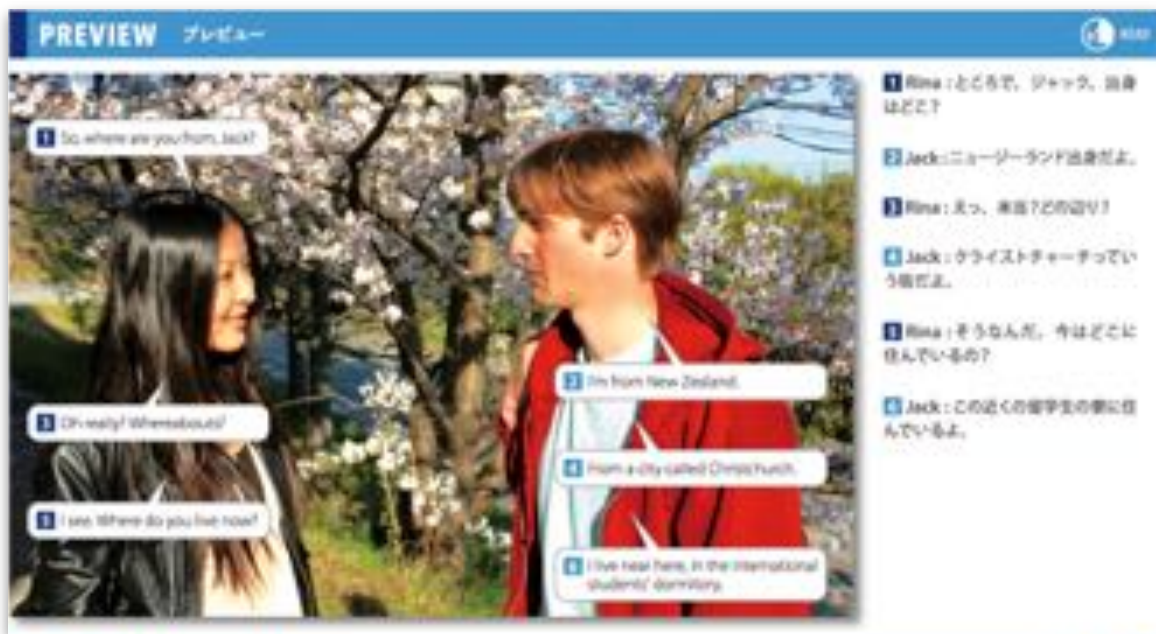 PREVIEW プレビュー
1 So, where are you from, Jack?
2 I'm from New Zealand.
3 Oh really? Whereabouts?
4 From a city called Christchurch.
5 I see. Where do you live now?
6 I live near here, in the international
students' dormitory.
1 Rina : ところで、ジャック、出身
はどこ?
2 Jack : ニュージーランド出身だよ。
3 Rina : えっ、本当?どの辺り?
4 Jack : クライストチャーチってい
う街だよ。
5 Rina : そうなんだ。今はどこに
住んでいるの?
6 Jack : この近くの留学生の寮に住
んでいるよ。